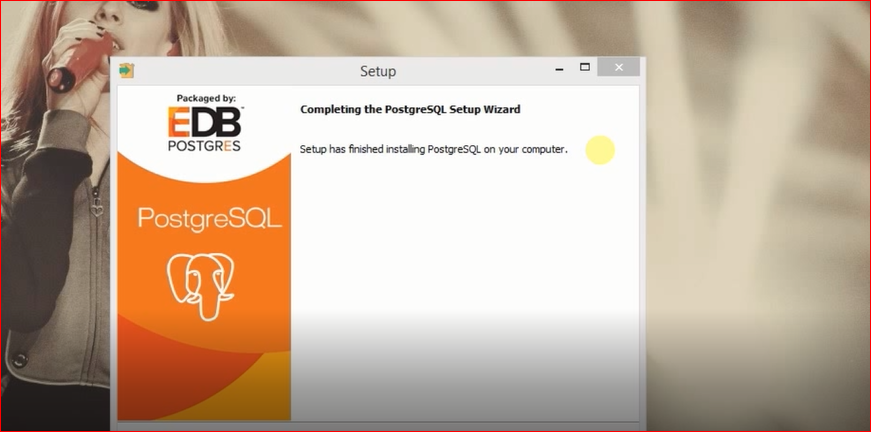 Setup
Packaged by:
EDB
POSTGRES
PostgreSQL
Completing the PostgreSQL Setup Wizard
Setup has finished installing PostgreSQL on your computer.